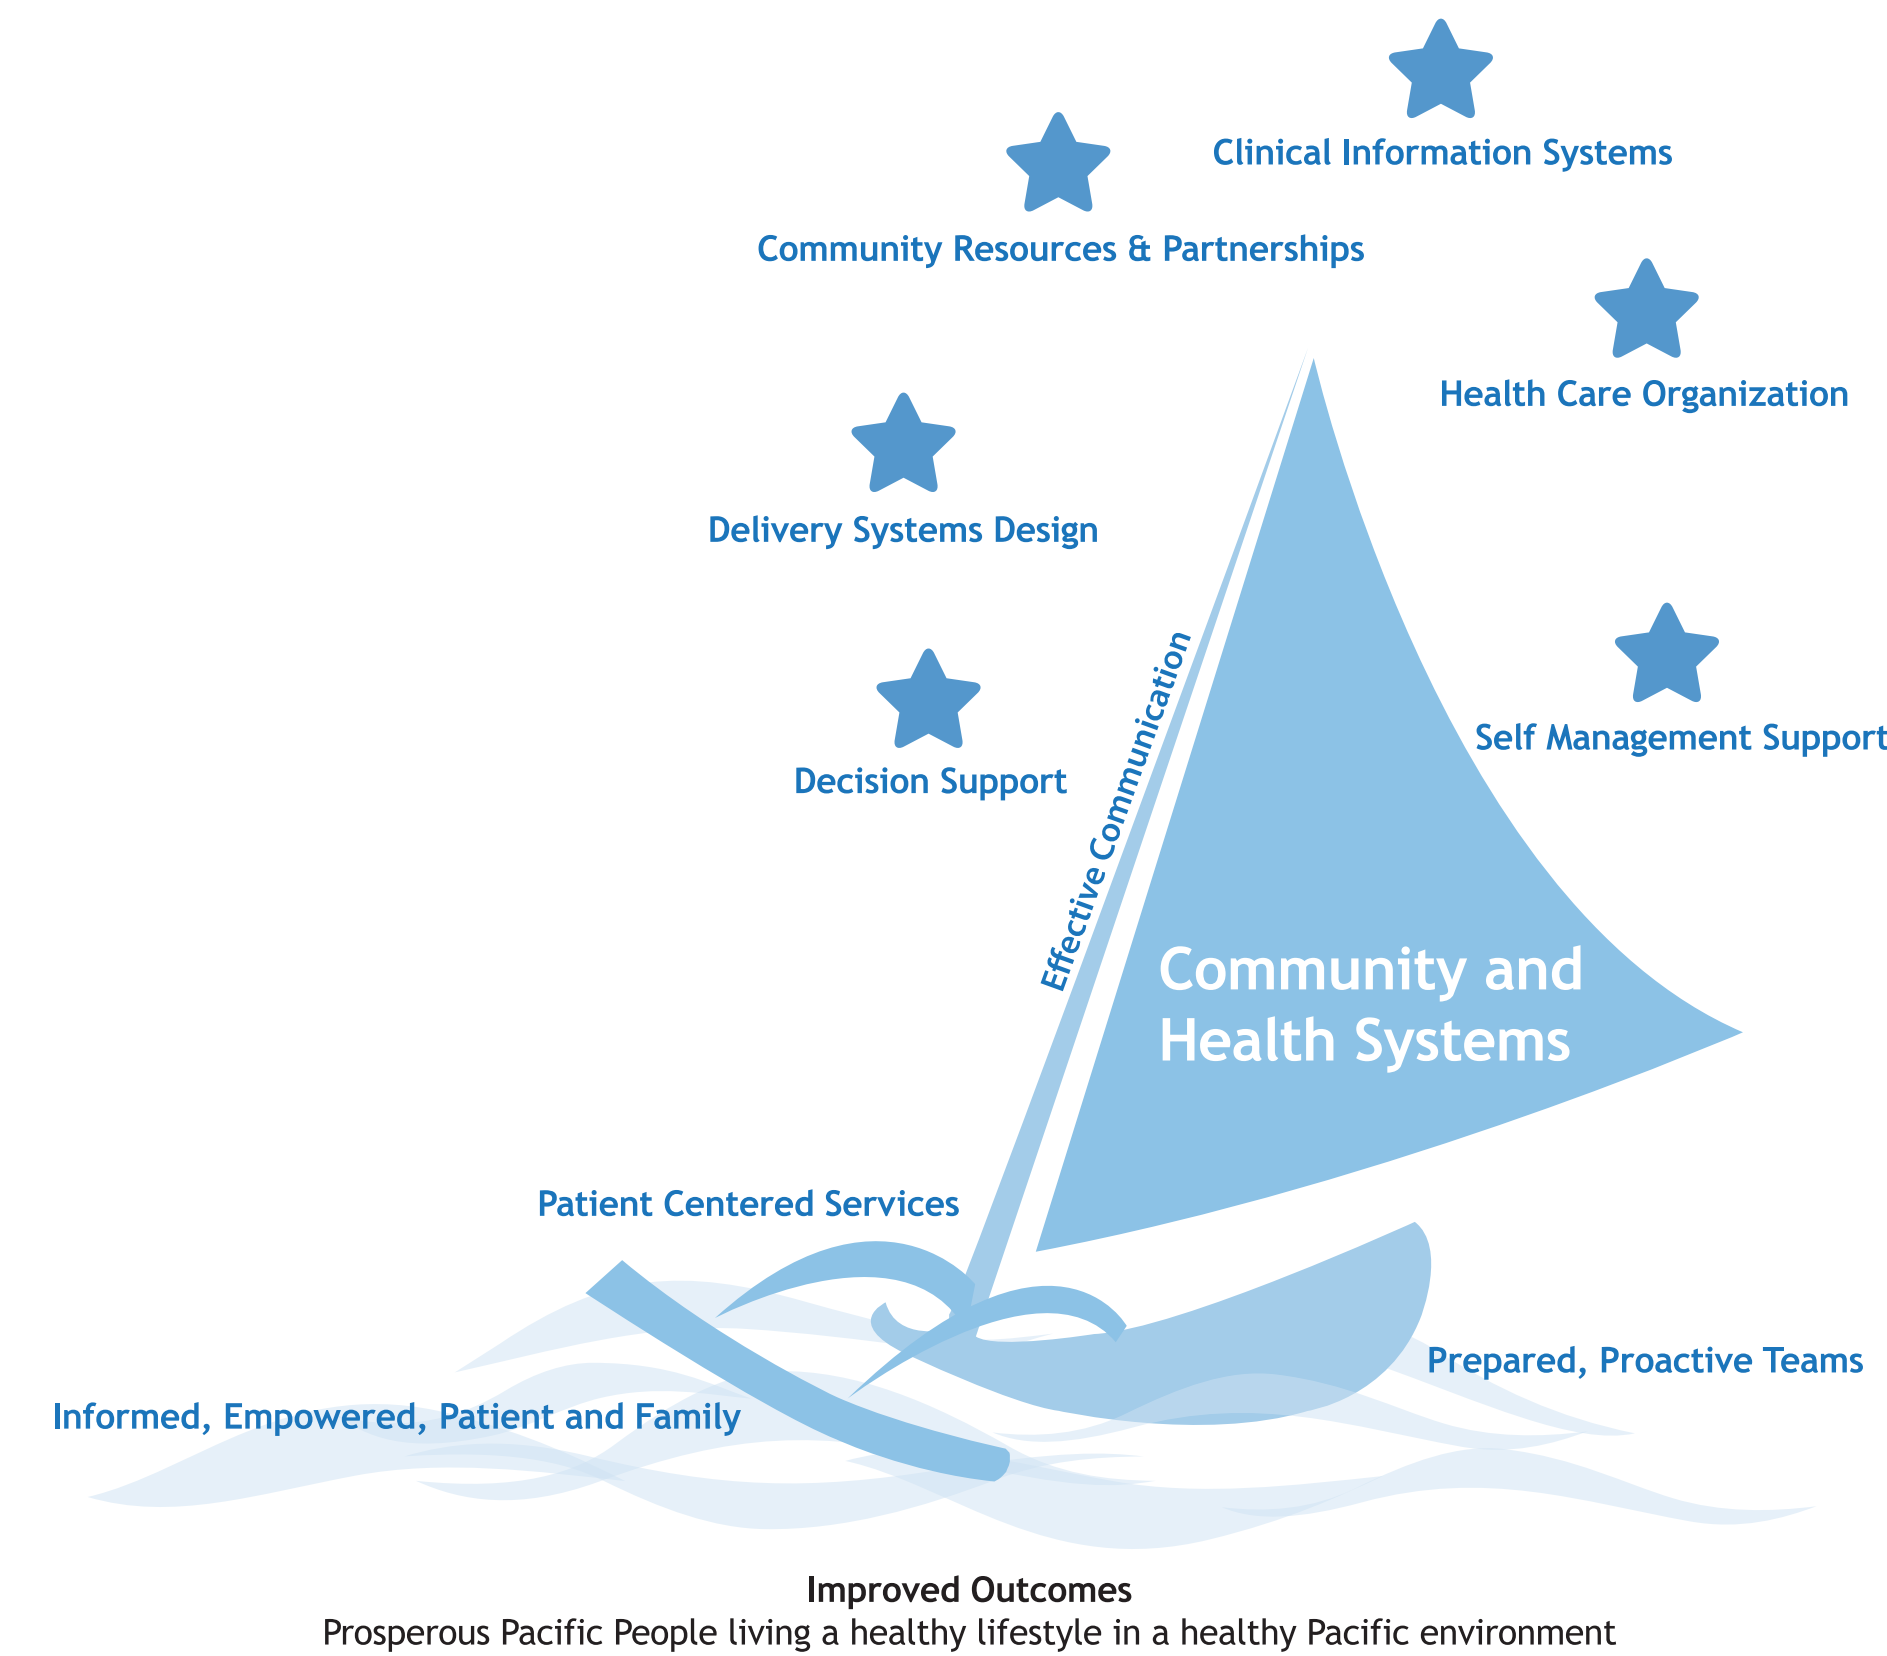 Clinical Information Systems
Community Resources & Partnerships
Health Care Organization
Delivery Systems Design
Self Management Support
Decision Support
Effective Communication
Community and
Health Systems
Patient Centered Services
Prepared, Proactive Teams
Informed, Empowered, Patient and Family
Improved Outcomes
Prosperous Pacific People living a healthy lifestyle in a healthy Pacific environment